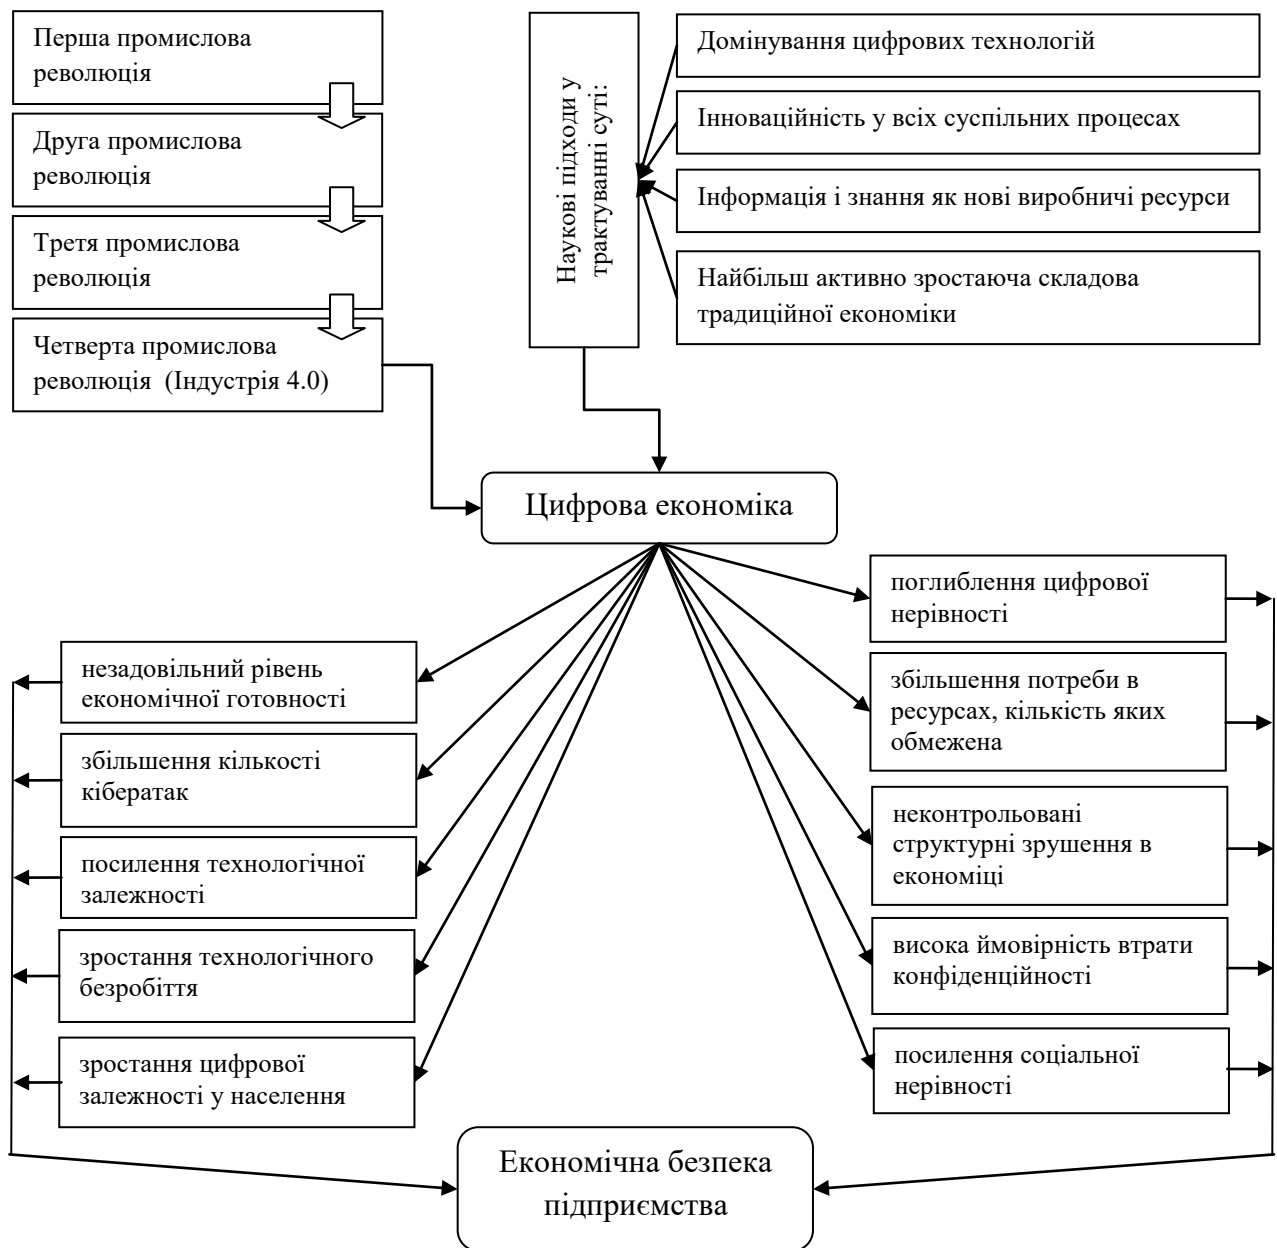 Перша промислова
революція
Друга промислова
революція
Третя промислова
революція
Четверта промислова
революція (Індустрія 4.0)
Наукові підходи у
трактуванні суті:
Домінування цифрових технологій
Інноваційність у всіх суспільних процесах
Інформація і знання як нові виробничі ресурси
Найбільш активно зростаюча складова
традиційної економіки
Цифрова економіка
незадовільний рівень
економічної готовності
збільшення кількості
кібератак
посилення технологічної
залежності
зростання технологічного
безробіття
зростання цифрової
залежності у населення
поглиблення цифрової
нерівності
збільшення потреби в
ресурсах, кількість яких
обмежена
неконтрольовані
структурні зрушення в
економіці
висока ймовірність втрати
конфіденційності
посилення соціальної
нерівності
Економічна безпека
підприємства